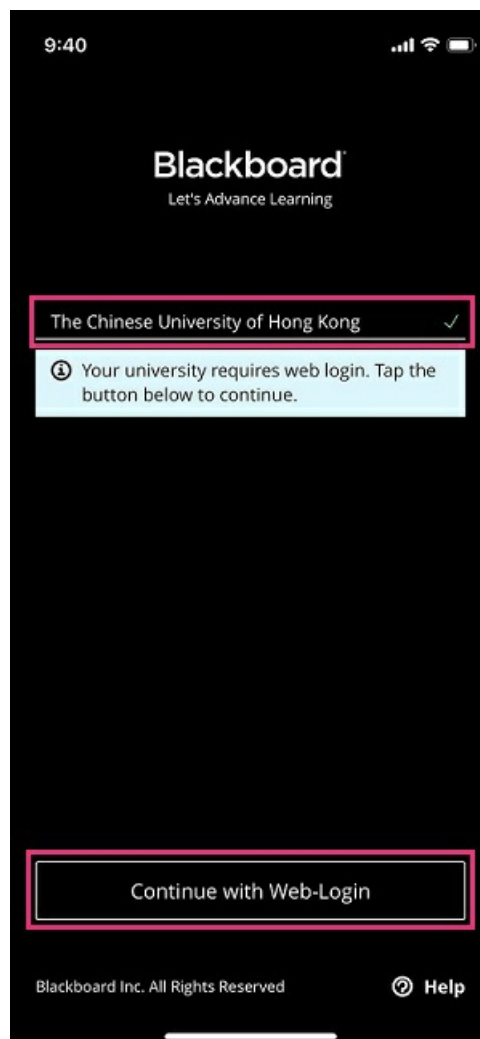 9:40
Blackboard
Let's Advance Learning
The Chinese University of Hong Kong
Your university requires web login. Tap the
button below to continue.
Continue with Web-Login
Blackboard Inc. All Rights Reserved
Help